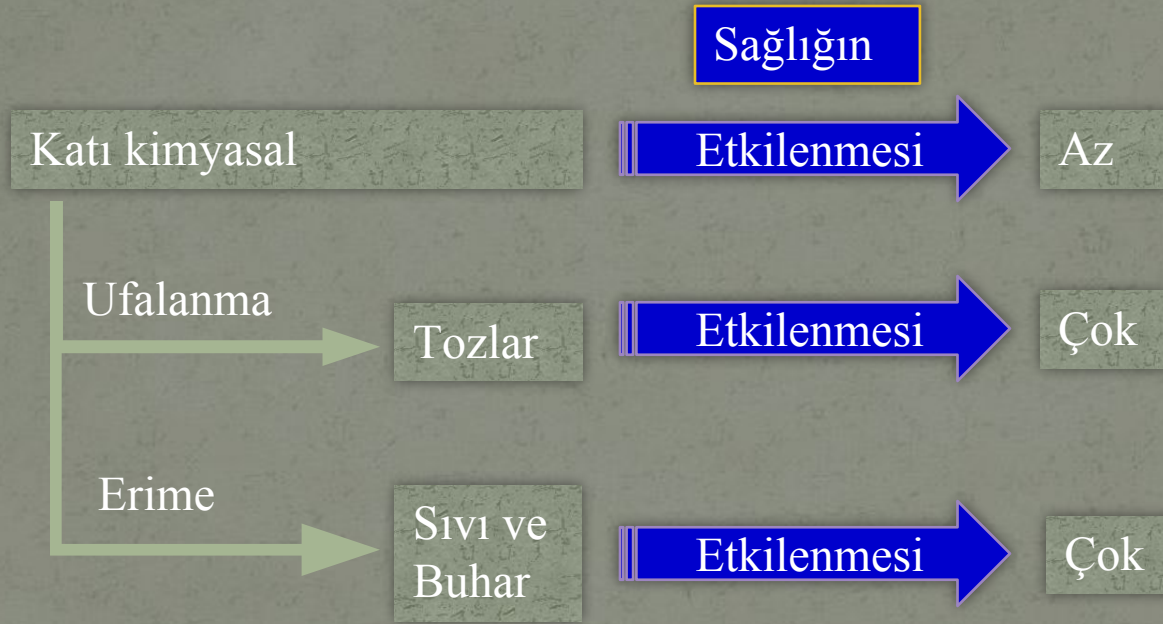 Sağlığın
Katı kimyasal
Etkilenmesi
Az
Ufalanma
Tozlar
Etkilenmesi
Çok
Erime
Sıvı ve
Buhar
Etkilenmesi
Çok